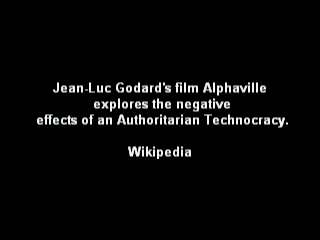 Jean-Luc Godard's film Alphaville
explores the negative
effects of an Authoritarian Technocracy.
Wikipedia